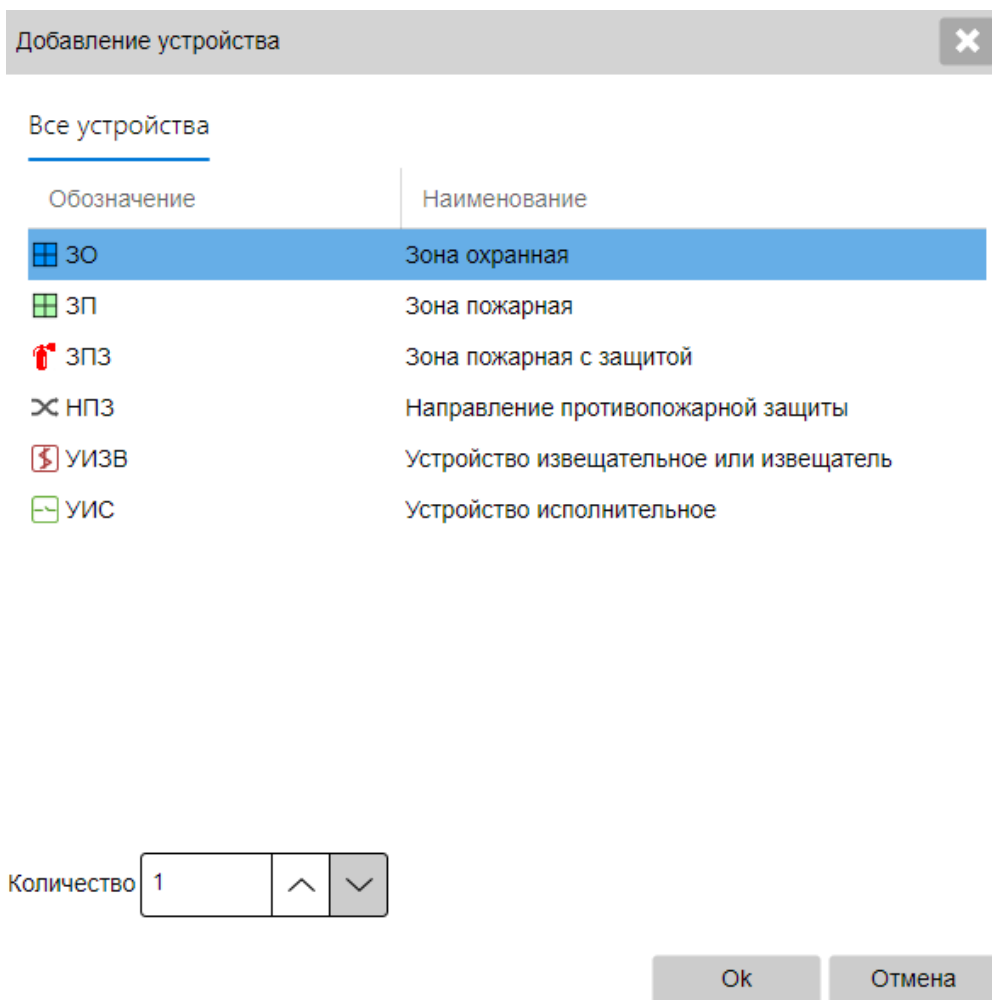 Добавление устройства
Все устройства
Обозначение Наименование
ЗО Зона охранная
ЗП Зона пожарная
ЗПЗ Зона пожарная с защитой
НПЗ Направление противопожарной защиты
УИЗВ Устройство извещательное или извещатель
УИС Устройство исполнительное
Количество 1
Ok Отмена